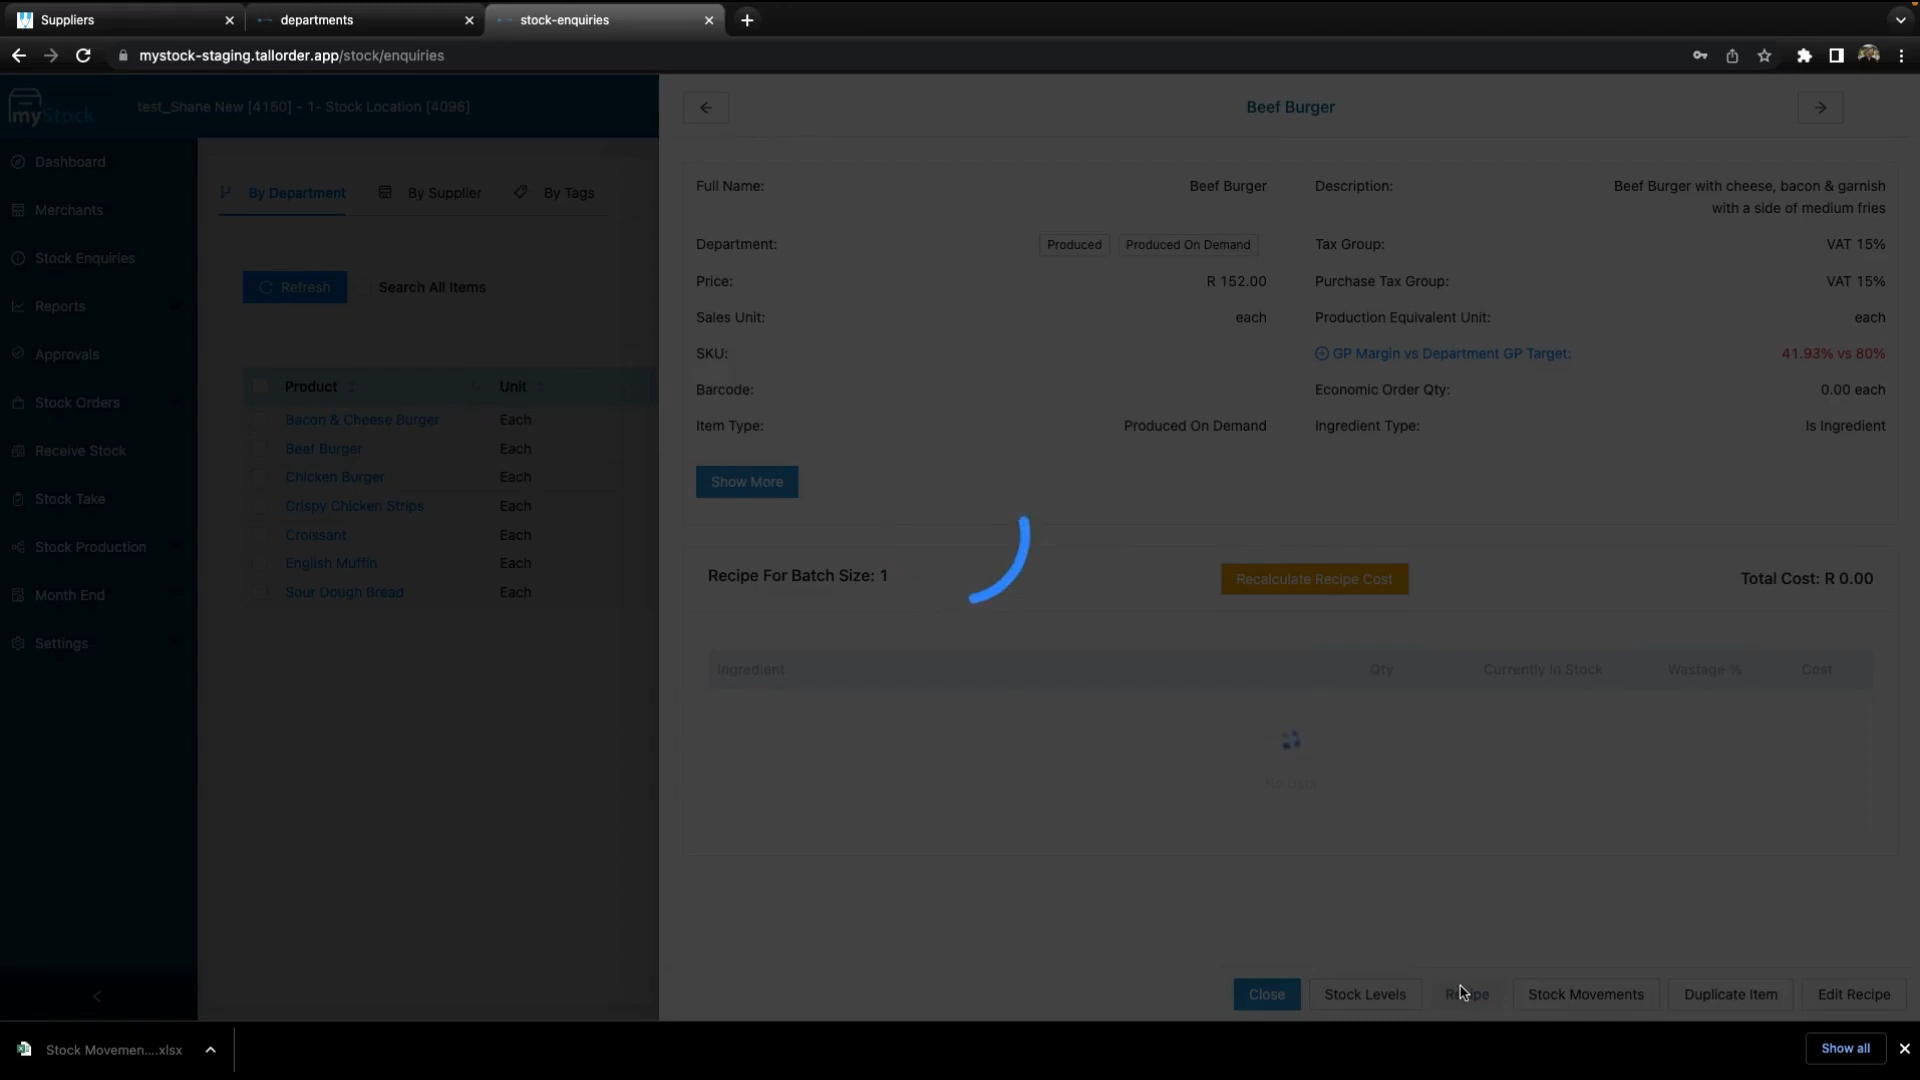 Suppliers
departments
stock-enquiries
mystock-staging.tallorder.app/stock/enquiries
myStock
test_Shane New [4150] - 1- Stock Location [4096]
Beef Burger
Dashboard
Merchants
Stock Enquiries
Reports
Approvals
Stock Orders
Receive Stock
Stock Take
Stock Production
Month End
Settings
By Department
By Supplier
By Tags
Refresh
Search All Items
Product Unit
Bacon & Cheese Burger Each
Beef Burger Each
Chicken Burger Each
Crispy Chicken Strips Each
Croissant Each
English Muffin Each
Sour Dough Bread Each
Full Name: Beef Burger
Description: Beef Burger with cheese, bacon & garnish
with a side of medium fries
Department: Produced Produced On Demand
Tax Group: VAT 15%
Price: R 152.00
Purchase Tax Group: VAT 15%
Sales Unit: each
Production Equivalent Unit: each
SKU:
GP Margin vs Department GP Target: 41.93% vs 80%
Barcode:
Economic Order Qty: 0.00 each
Item Type: Produced On Demand
Ingredient Type: Is Ingredient
Show More
Recipe For Batch Size: 1
Recalculate Recipe Cost
Total Cost: R 0.00
Ingredient Qty Currently In Stock Wastage % Cost
No Data
Close
Stock Levels
Recipe
Stock Movements
Duplicate Item
Edit Recipe
Stock Movemen....xlsx
Show all